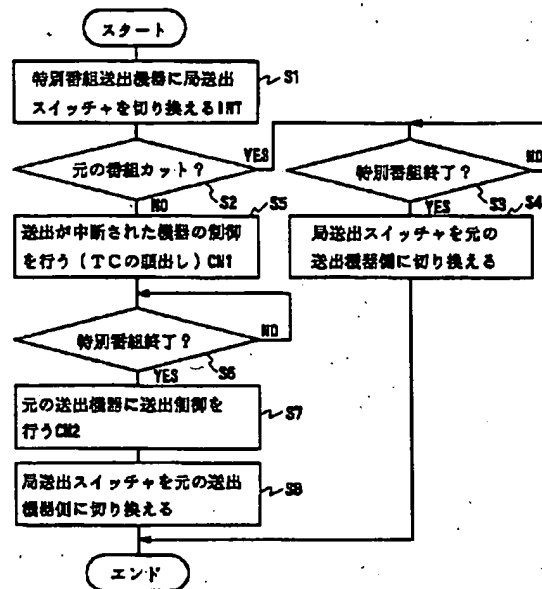 スタート
特別番組送出機器に局送出
スイッチャを切り換えるINT
S1
元の番組カット?
YES
S2
NO
S5
送出が中断された機器の制御
を行う(TCの頭出し)CN1
特別番組終了?
NO
S6
YES
元の送出機器に送出制御を
行うCN2
S7
局送出スイッチャを元の送出
機器側に切り換える
S8
特別番組終了?
NO
S3
YES
S4
局送出スイッチャを元の
送出機器側に切り換える
エンド